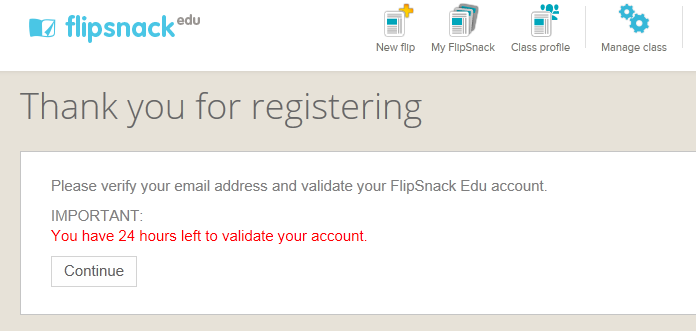 flipsnack edu
New flip My FlipSnack Class profile Manage class
Thank you for registering
Please verify your email address and validate your FlipSnack Edu account.
IMPORTANT:
You have 24 hours left to validate your account.
Continue